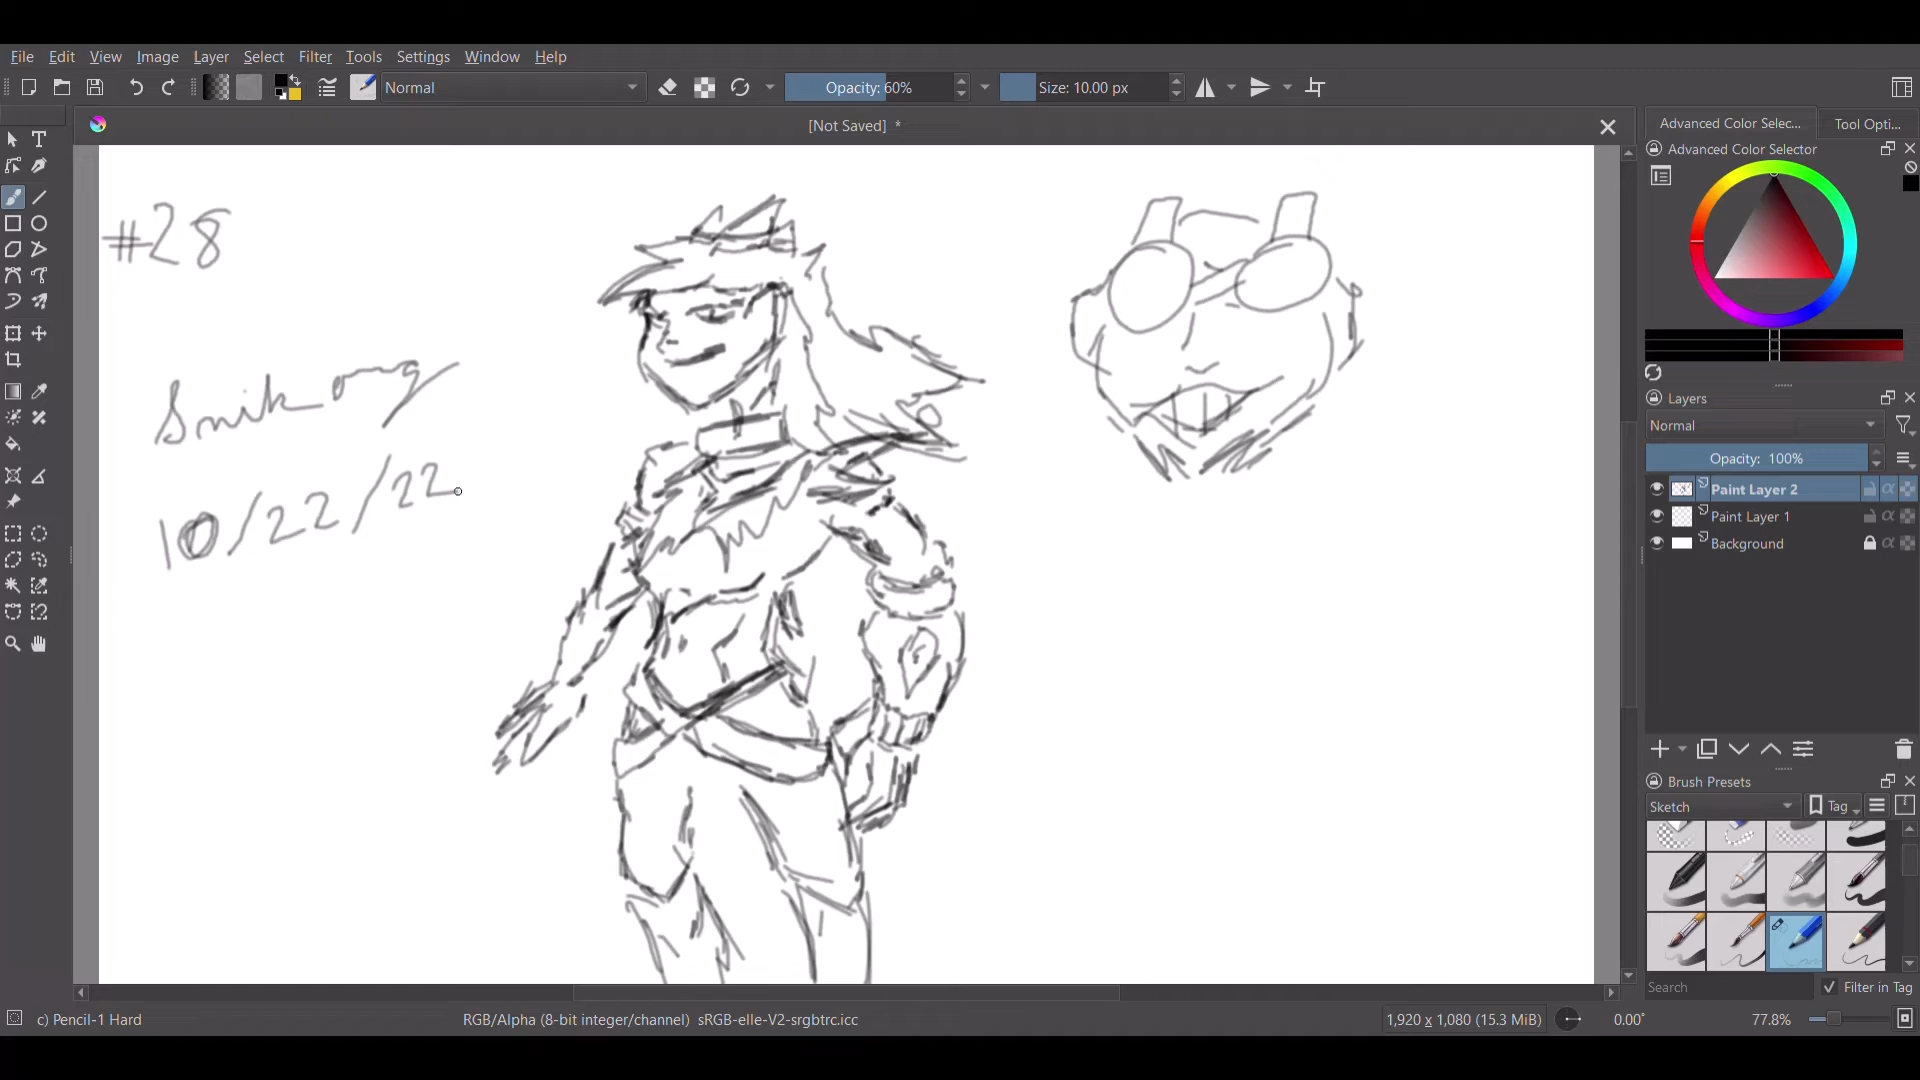 File Edit View Image Layer Select Filter Tools Settings Window Help
Normal Opacity: 60% Size: 10.00 px
[Not Saved] *
Advanced Color Selec... Tool Opti...
Advanced Color Selector
#28
10/22/22
Layers
Normal
Opacity: 100%
Paint Layer 2
Paint Layer 1
Background
Brush Presets
Sketch Tag
Search Filter in Tag
c) Pencil-1 Hard RGB/Alpha (8-bit integer/channel) sRGB-elle-V2-srgbtrc.icc 1,920 x 1,080 (15.3 MiB) 0.00° 77.8%